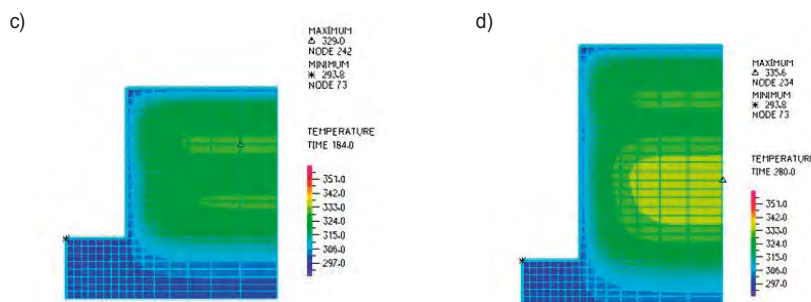 c)
MAXIMUM
△ 329.0
NODE 242
MINIMUM
* 293.8
NODE 73
TEMPERATURE
TIME 184.0
351.0
342.0
333.0
324.0
315.0
306.0
297.0
d)
MAXIMUM
△ 335.6
NODE 234
MINIMUM
* 293.8
NODE 73
TEMPERATURE
TIME 280.0
351.0
342.0
333.0
324.0
315.0
306.0
297.0